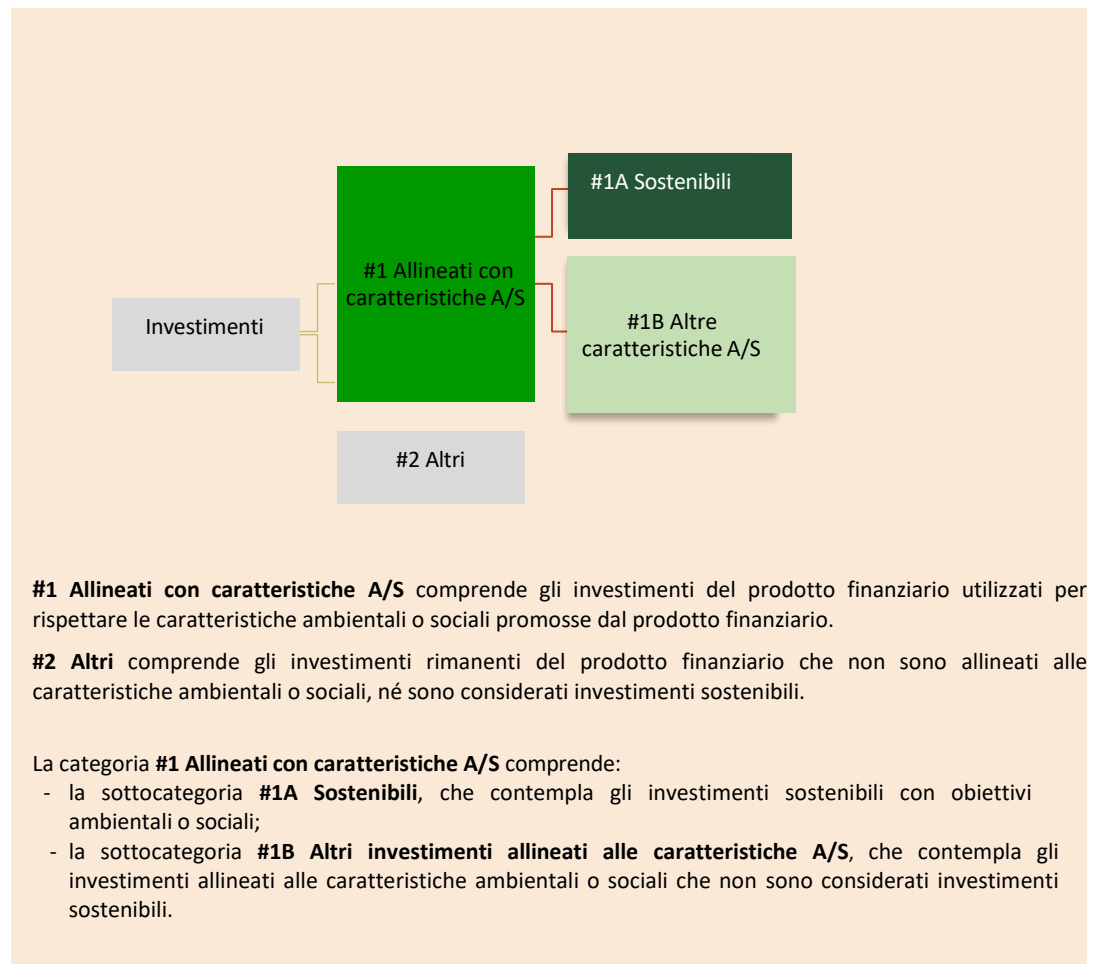 #1A Sostenibili
#1 Allineati con
caratteristiche A/S
Investimenti
#1B Altre
caratteristiche A/S
#2 Altri
#1 Allineati con caratteristiche A/S comprende gli investimenti del prodotto finanziario utilizzati per
rispettare le caratteristiche ambientali o sociali promosse dal prodotto finanziario.
#2 Altri comprende gli investimenti rimanenti del prodotto finanziario che non sono allineati alle
caratteristiche ambientali o sociali, né sono considerati investimenti sostenibili.
La categoria #1 Allineati con caratteristiche A/S comprende:
- la sottocategoria #1A Sostenibili, che contempla gli investimenti sostenibili con obiettivi
ambientali o sociali;
- la sottocategoria #1B Altri investimenti allineati alle caratteristiche A/S, che contempla gli
investimenti allineati alle caratteristiche ambientali o sociali che non sono considerati investimenti
sostenibili.